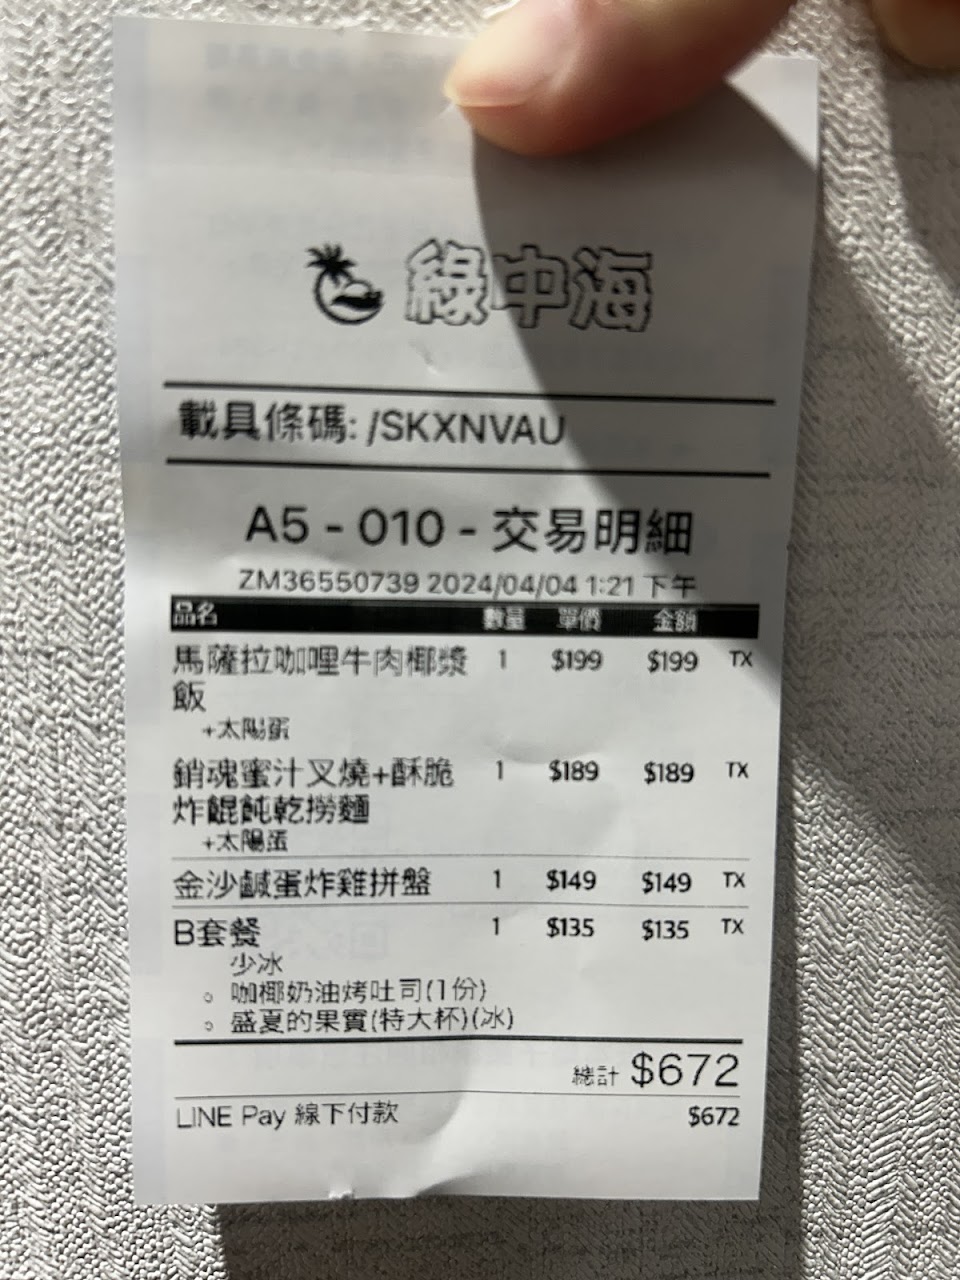 綠中海
載具條碼: /SKXNVAU
A5 - 010 - 交易明細
ZM36550739 2024/04/04 1:21 下午
品名 數量 單價 金額
馬薩拉咖哩牛肉椰漿 1 $199 $199 TX
飯
+太陽蛋
銷魂蜜汁叉燒+酥脆 1 $189 $189 TX
炸餛飩乾撈麵
+太陽蛋
金沙鹹蛋炸雞拼盤 1 $149 $149 TX
B套餐 1 $135 $135 TX
少冰
。 咖椰奶油烤吐司(1份)
。 盛夏的果實(特大杯)(冰)
總計 $672
LINE Pay 線下付款 $672